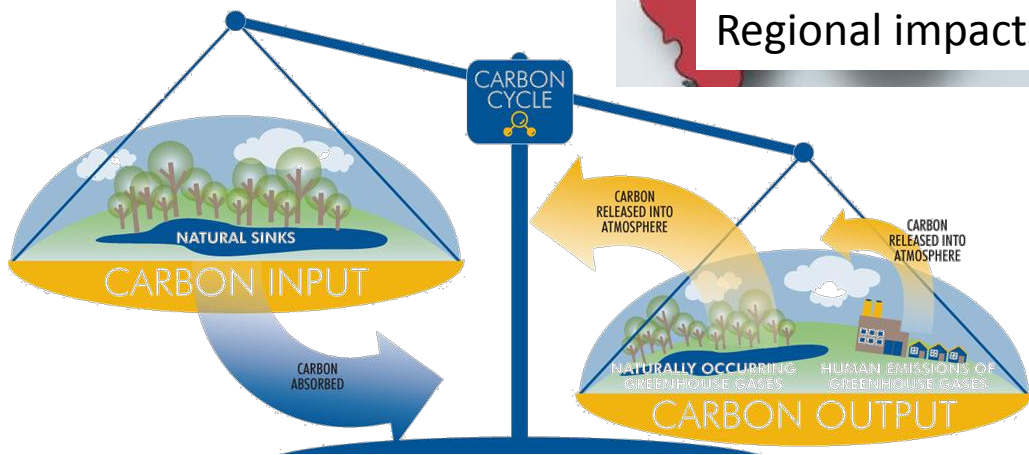 Regional impact
CARBON
CYCLE
CARBON
RELEASED INTO
ATMOSPHERE
CARBON
RELEASED INTO
ATMOSPHERE
NATURAL SINKS
CARBON INPUT
CARBON
ABSORBED
NATURALLY OCCURRING
GREENHOUSE GASES
HUMAN EMISSIONS OF
GREENHOUSE GASES
CARBON OUTPUT